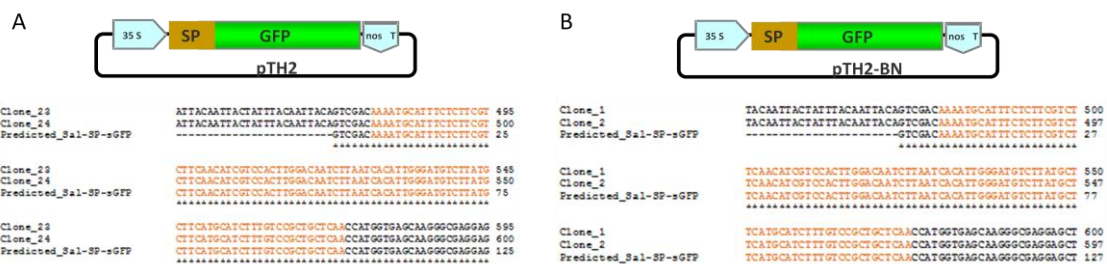 A
35 S SP GFP nos T
pTH2
Clone_23 ATTACAATTACTATTTACAATTACAGTCGACAAAATGCATTTCTCTTCGT 495
Clone_24 ATTACAATTACTATTTACAATTACAGTCGACAAAATGCATTTCTCTTCGT 500
Predicted_Sal-SP-sGFP -------------------------GTCGACAAAATGCATTTCTCTTCGT 25
*************************
Clone_23 CTTCAACATCGTCCACTTGGACAATCTTAATCACATTGGGATGTCTTATG 545
Clone_24 CTTCAACATCGTCCACTTGGACAATCTTAATCACATTGGGATGTCTTATG 550
Predicted_Sal-SP-sGFP CTTCAACATCGTCCACTTGGACAATCTTAATCACATTGGGATGTCTTATG 75
**************************************************
Clone_23 CTTCATGCATCTTTGTCCGCTGCTCAACCATGGTGAGCAAGGGCGAGGAG 595
Clone_24 CTTCATGCATCTTTGTCCGCTGCTCAACCATGGTGAGCAAGGGCGAGGAG 600
Predicted_Sal-SP-sGFP CTTCATGCATCTTTGTCCGCTGCTCAACCATGGTGAGCAAGGGCGAGGAG 125
**************************************************
B
35 S SP GFP nos T
pTH2-BN
Clone_1 TACAATTACTATTTACAATTACAGTCGACAAAATGCATTTCTCTTCGTCT 500
Clone_2 TACAATTACTATTTACAATTACAGTCGACAAAATGCATTTCTCTTCGTCT 497
Predicted_Sal-SP-sGFP -----------------------GTCGACAAAATGCATTTCTCTTCGTCT 27
***************************
Clone_1 TCAACATCGTCCACTTGGACAATCTTAATCACATTGGGATGTCTTATGCT 550
Clone_2 TCAACATCGTCCACTTGGACAATCTTAATCACATTGGGATGTCTTATGCT 547
Predicted_Sal-SP-sGFP TCAACATCGTCCACTTGGACAATCTTAATCACATTGGGATGTCTTATGCT 77
**************************************************
Clone_1 TCATGCATCTTTGTCCGCTGCTCAACCATGGTGAGCAAGGGCGAGGAGCT 600
Clone_2 TCATGCATCTTTGTCCGCTGCTCAACCATGGTGAGCAAGGGCGAGGAGCT 597
Predicted_Sal-SP-sGFP TCATGCATCTTTGTCCGCTGCTCAACCATGGTGAGCAAGGGCGAGGAGCT 127
**************************************************